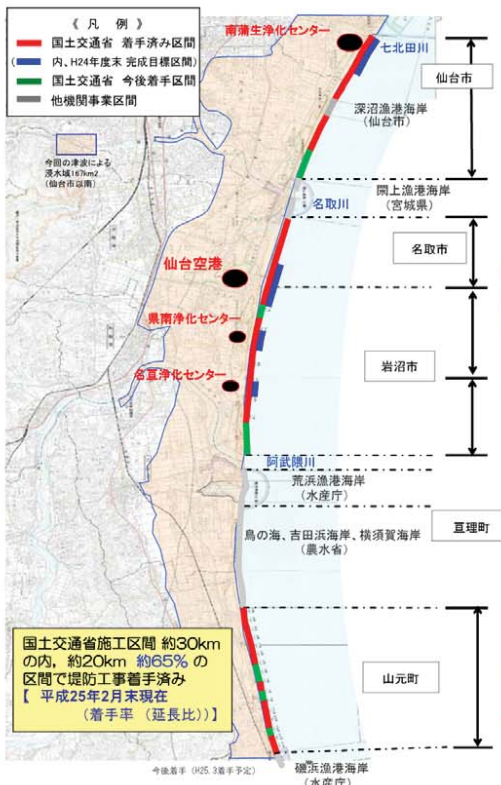 《 凡　例 》
国土交通省 着手済み区間
(内、H24年度末 完成目標区間)
国土交通省 今後着手区間
他機関事業区間
今回の津波による
浸水域167km2
(仙台市以南)
南蒲生浄化センター
七北田川
仙台市
深沼漁港海岸
(仙台市)
閖上漁港海岸
(宮城県)
名取川
名取市
仙台空港
県南浄化センター
岩沼市
名亘浄化センター
阿武隈川
荒浜漁港海岸
(水産庁)
亘理町
鳥の海、吉田浜海岸、横須賀海岸
(農水省)
国土交通省施工区間 約30km
の内，約20km 約65% の
区間で堤防工事着手済み
【 平成25年2月末現在
(着手率 (延長比))】
山元町
今後着手 (H25.3着手予定)
磯浜漁港海岸
(水産庁)